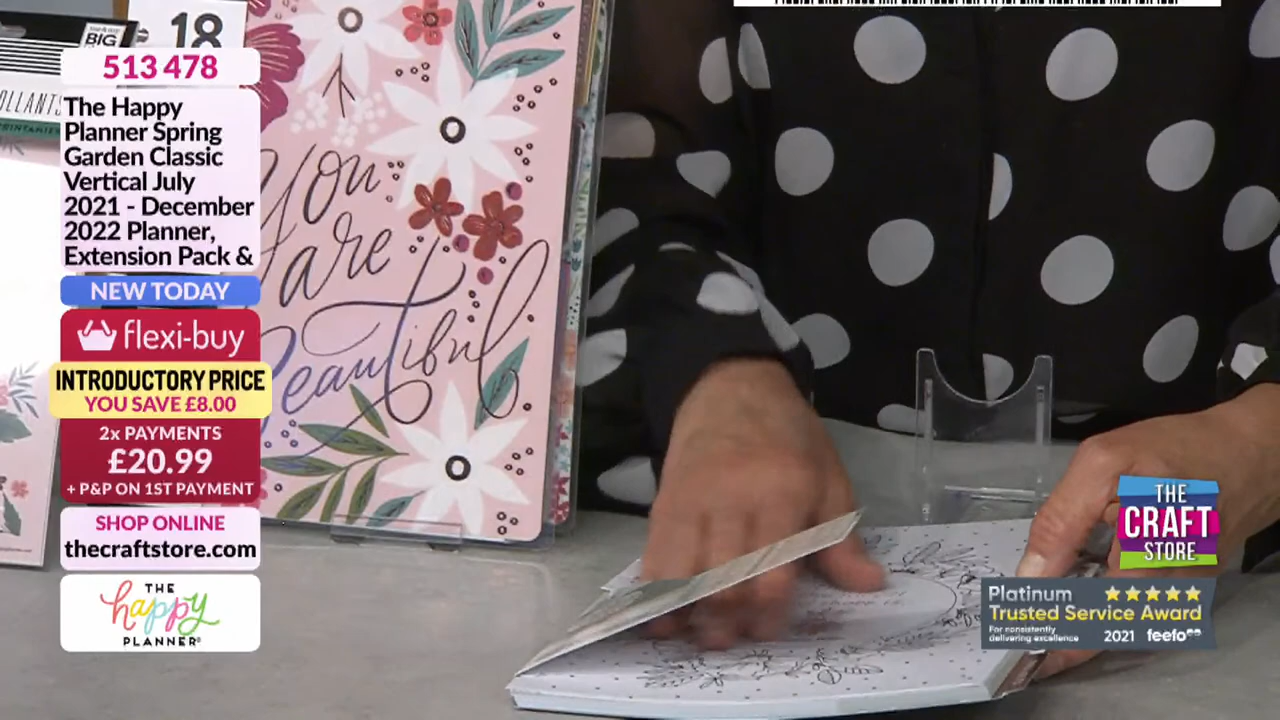 18
BIG
513 478
OLLANTS
The Happy
Planner Spring
Garden Classic
Vertical July
2021 - December
2022 Planner,
Extension Pack &
NEW TODAY
flexi-buy
INTRODUCTORY PRICE
YOU SAVE £8.00
2x PAYMENTS
£20.99
+ P&P ON 1ST PAYMENT
SHOP ONLINE
thecraftstore.com
THE
happy
PLANNER®
You
are
Beautiful
THE
CRAFT
STORE
Platinum
Trusted Service Award
For consistently
delivering excellence
2021 feefo